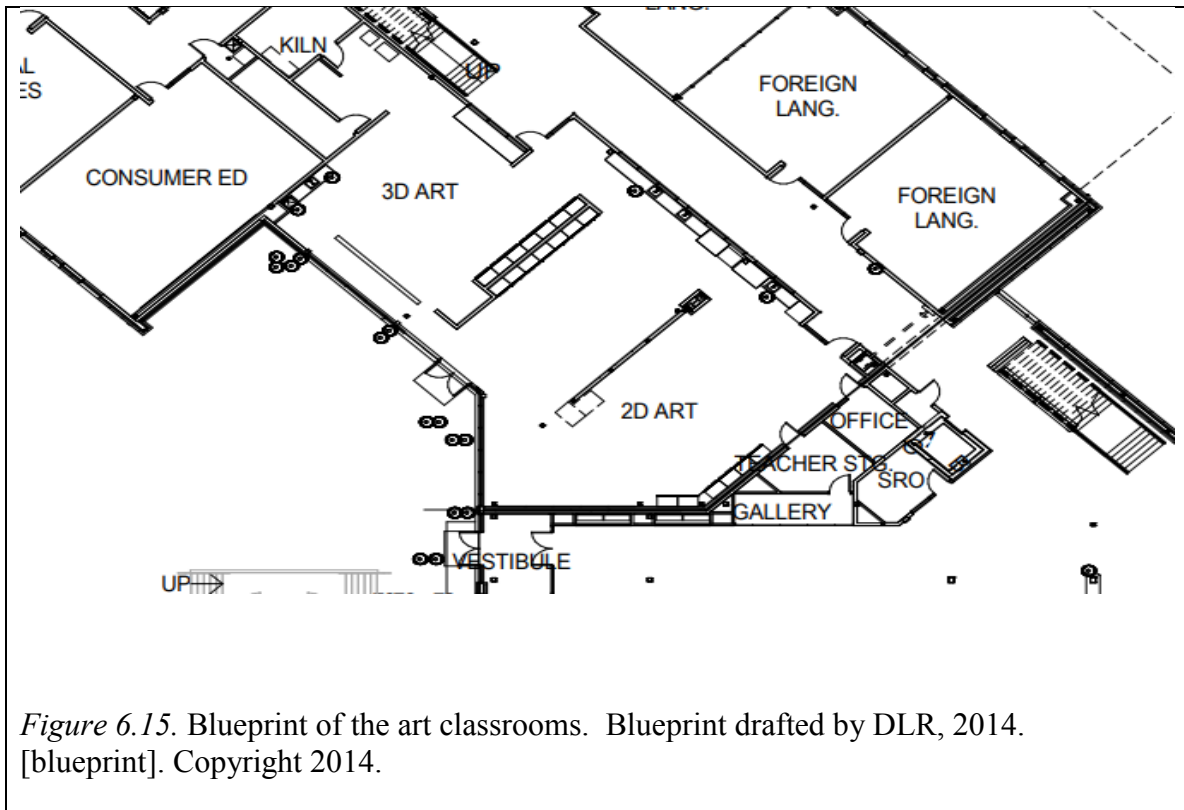 LANG.
KILN
UP
FOREIGN
LANG.
CONSUMER ED
3D ART
FOREIGN
LANG.
2D ART
OFFICE
TEACHER STG.
SRO
GALLERY
VESTIBULE
UP
Figure 6.15. Blueprint of the art classrooms. Blueprint drafted by DLR, 2014.
[blueprint]. Copyright 2014.